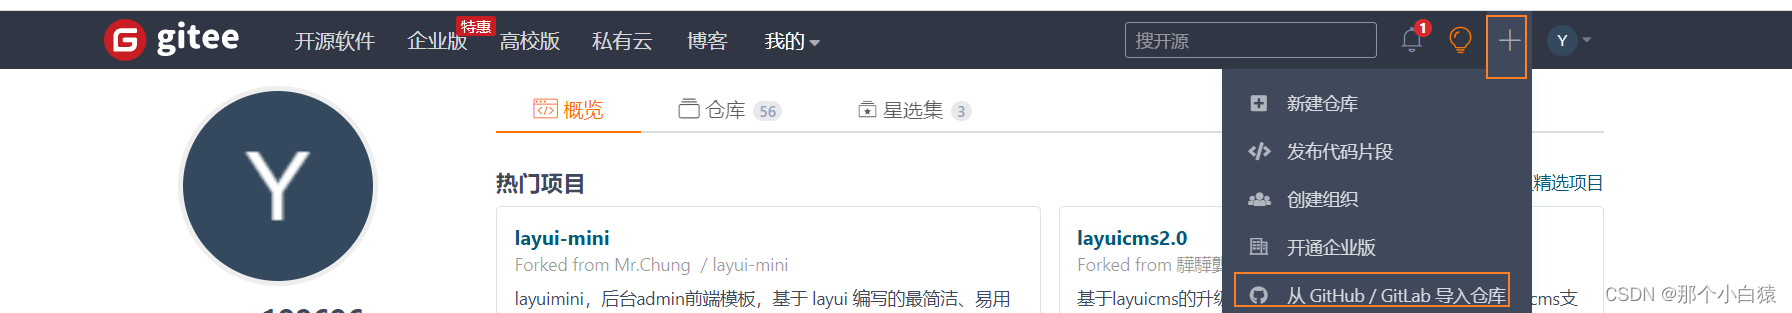 gitee 开源软件 企业版 特惠 高校版 私有云 博客 我的 搜开源 1 Y
概览 仓库 56 星选集 3
新建仓库
发布代码片段
创建组织
开通企业版
从 GitHub / GitLab 导入仓库
Y
热门项目
精选项目
layui-mini
Forked from Mr.Chung / layui-mini
layuimini，后台admin前端模板，基于 layui 编写的最简洁、易用
layuicms2.0
Forked from 驊驊龔
基于layuicms的升级
cms支
CSDN @那个小白猿